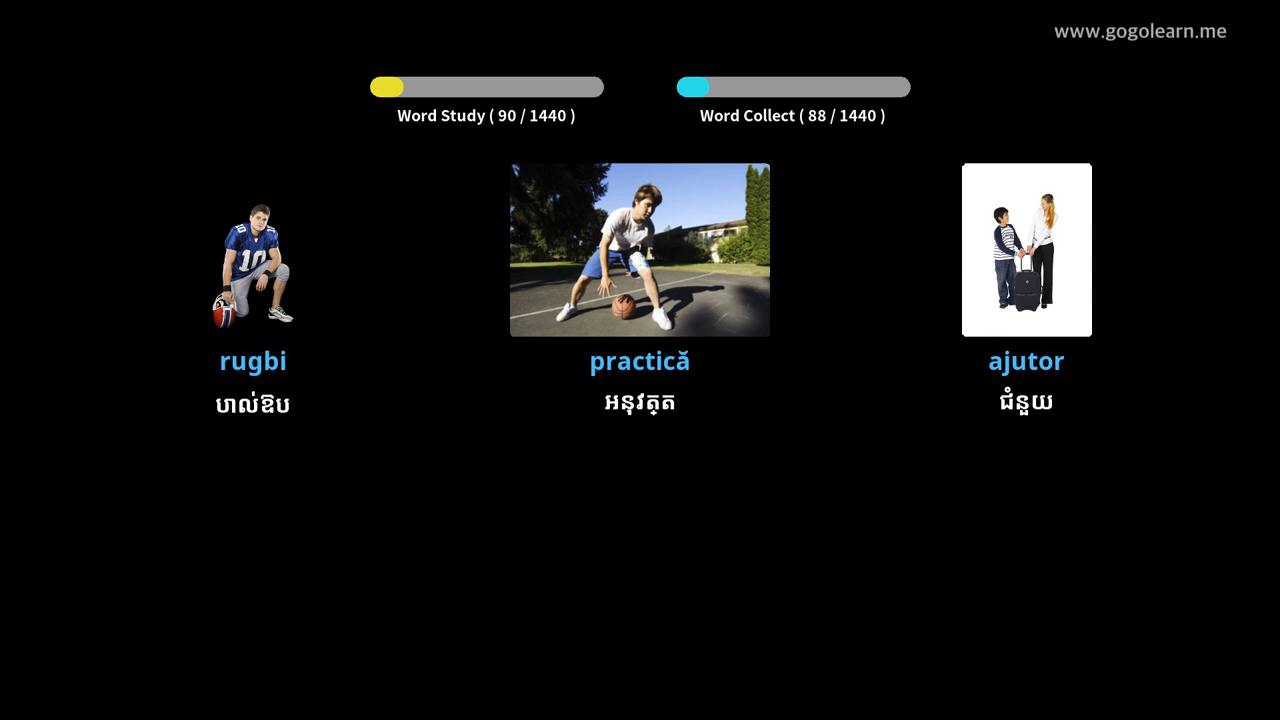 www.gogolearn.me
Word Study ( 90 / 1440 )
Word Collect ( 88 / 1440 )
rugbi
practică
ajutor
បាល់ឱប
អនុវត្ត
ជំនួយ